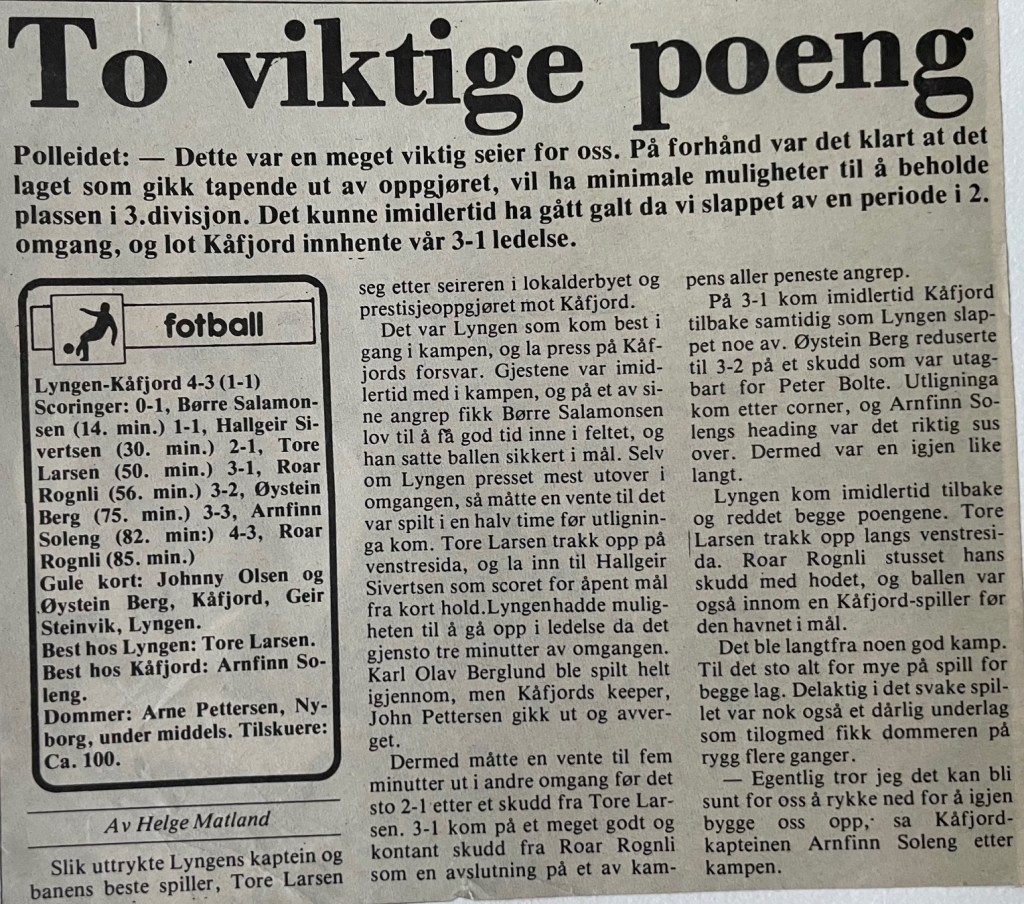 To viktige poeng
Polleidet: — Dette var en meget viktig seier for oss. På forhånd var det klart at det
laget som gikk tapende ut av oppgjøret, vil ha minimale muligheter til å beholde
plassen i 3.divisjon. Det kunne imidlertid ha gått galt da vi slappet av en periode i 2.
omgang, og lot Kåfjord innhente vår 3-1 ledelse.
fotball
Lyngen-Kåfjord 4-3 (1-1)
Scoringer: 0-1, Børre Salamon-
sen (14. min.) 1-1, Hallgeir Si-
vertsen (30. min.) 2-1, Tore
Larsen (50. min.) 3-1, Roar
Rognli (56. min.) 3-2, Øystein
Berg (75. min.) 3-3, Arnfinn
Soleng (82. min:) 4-3, Roar
Rognli (85. min.)
Gule kort: Johnny Olsen og
Øystein Berg, Kåfjord, Geir
Steinvik, Lyngen.
Best hos Lyngen: Tore Larsen.
Best hos Kåfjord: Arnfinn So-
leng.
Dommer: Arne Pettersen, Ny-
borg, under middels. Tilskuere:
Ca. 100.
Av Helge Matland
Slik uttrykte Lyngens kaptein og
banens beste spiller, Tore Larsen
seg etter seireren i lokalderbyet og
prestisjeoppgjøret mot Kåfjord.
Det var Lyngen som kom best i
gang i kampen, og la press på Kåf-
jords forsvar. Gjestene var imid-
lertid med i kampen, og på et av si-
ne angrep fikk Børre Salamonsen
lov til å få god tid inne i feltet, og
han satte ballen sikkert i mål. Selv
om Lyngen presset mest utover i
omgangen, så måtte en vente til det
var spilt i en halv time før utlignin-
ga kom. Tore Larsen trakk opp på
venstresida, og la inn til Hallgeir
Sivertsen som scoret for åpent mål
fra kort hold.Lyngen hadde mulig-
heten til å gå opp i ledelse da det
gjensto tre minutter av omgangen.
Karl Olav Berglund ble spilt helt
igjennom, men Kåfjords keeper,
John Pettersen gikk ut og avver-
get.
Dermed måtte en vente til fem
minutter ut i andre omgang før det
sto 2-1 etter et skudd fra Tore Lar-
sen. 3-1 kom på et meget godt og
kontant skudd fra Roar Rognli
som en avslutning på et av kam-
pens aller peneste angrep.
På 3-1 kom imidlertid Kåfjord
tilbake samtidig som Lyngen slap-
pet noe av. Øystein Berg reduserte
til 3-2 på et skudd som var utag-
bart for Peter Bolte. Utligninga
kom etter corner, og Arnfinn So-
lengs heading var det riktig sus
over. Dermed var en igjen like
langt.
Lyngen kom imidlertid tilbake
og reddet begge poengene. Tore
Larsen trakk opp langs venstresi-
da. Roar Rognli stusset hans
skudd med hodet, og ballen var
også innom en Kåfjord-spiller før
den havnet i mål.
Det ble langtfra noen god kamp.
Til det sto alt for mye på spill for
begge lag. Delaktig i det svake spil-
let var nok også et dårlig underlag
som tilogmed fikk dommeren på
rygg flere ganger.
— Egentlig tror jeg det kan bli
sunt for oss å rykke ned for å igjen
bygge oss opp, sa Kåfjord-
kapteinen Arnfinn Soleng etter
kampen.